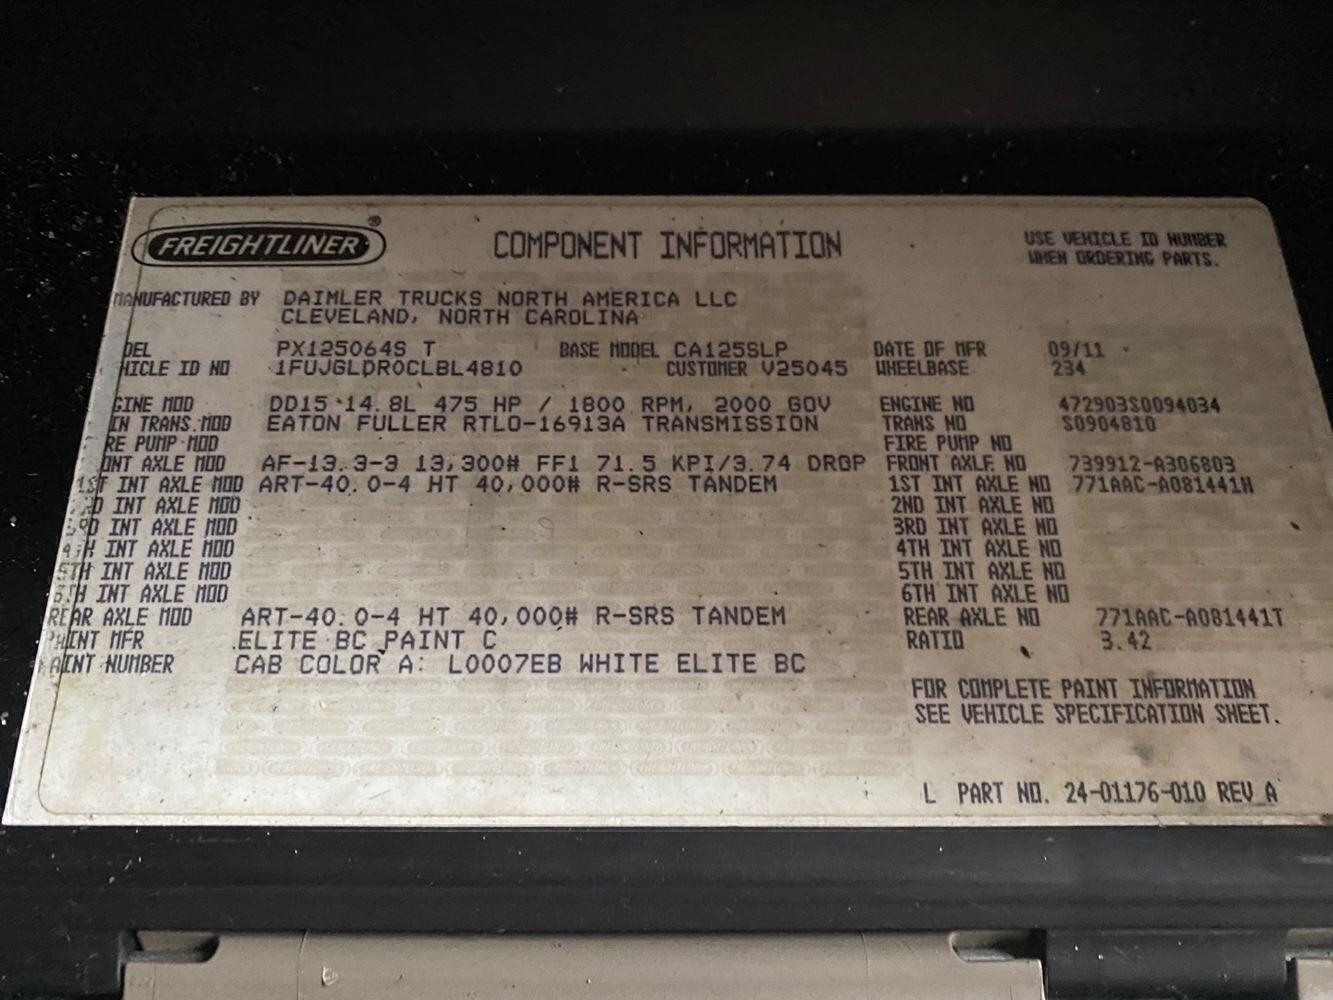 FREIGHTLINER ®
COMPONENT INFORMATION
USE VEHICLE ID NUMBER
WHEN ORDERING PARTS.
MANUFACTURED BY DAIMLER TRUCKS NORTH AMERICA LLC
CLEVELAND, NORTH CAROLINA
DEL PX125064S T BASE MODEL CA125SLP DATE OF MFR 09/11
HICLE ID NO 1FUJGLDR0CLBL4810 CUSTOMER V25045 WHEELBASE 234
GINE MOD DD15 14.8L 475 HP / 1800 RPM, 2000 GOV ENGINE NO 472903S0094034
IN TRANS MOD EATON FULLER RTLO-16913A TRANSMISSION TRANS NO S0904810
RE PUMP MOD FIRE PUMP NO
ONT AXLE MOD AF-13.3-3 13,300# FF1 71.5 KPI/3.74 DROP FRONT AXLE NO 739912-A306803
1ST INT AXLE MOD ART-40.0-4 HT 40,000# R-SRS TANDEM 1ST INT AXLE NO 771AAC-A081441H
ND INT AXLE MOD 2ND INT AXLE NO
3RD INT AXLE MOD 3RD INT AXLE NO
4TH INT AXLE MOD 4TH INT AXLE NO
5TH INT AXLE MOD 5TH INT AXLE NO
6TH INT AXLE MOD 6TH INT AXLE NO
REAR AXLE MOD ART-40.0-4 HT 40,000# R-SRS TANDEM REAR AXLE NO 771AAC-A081441T
PAINT MFR ELITE BC PAINT C RATIO 3.42
PAINT NUMBER CAB COLOR A: L0007EB WHITE ELITE BC
FOR COMPLETE PAINT INFORMATION
SEE VEHICLE SPECIFICATION SHEET.
L PART NO. 24-01176-010 REV A